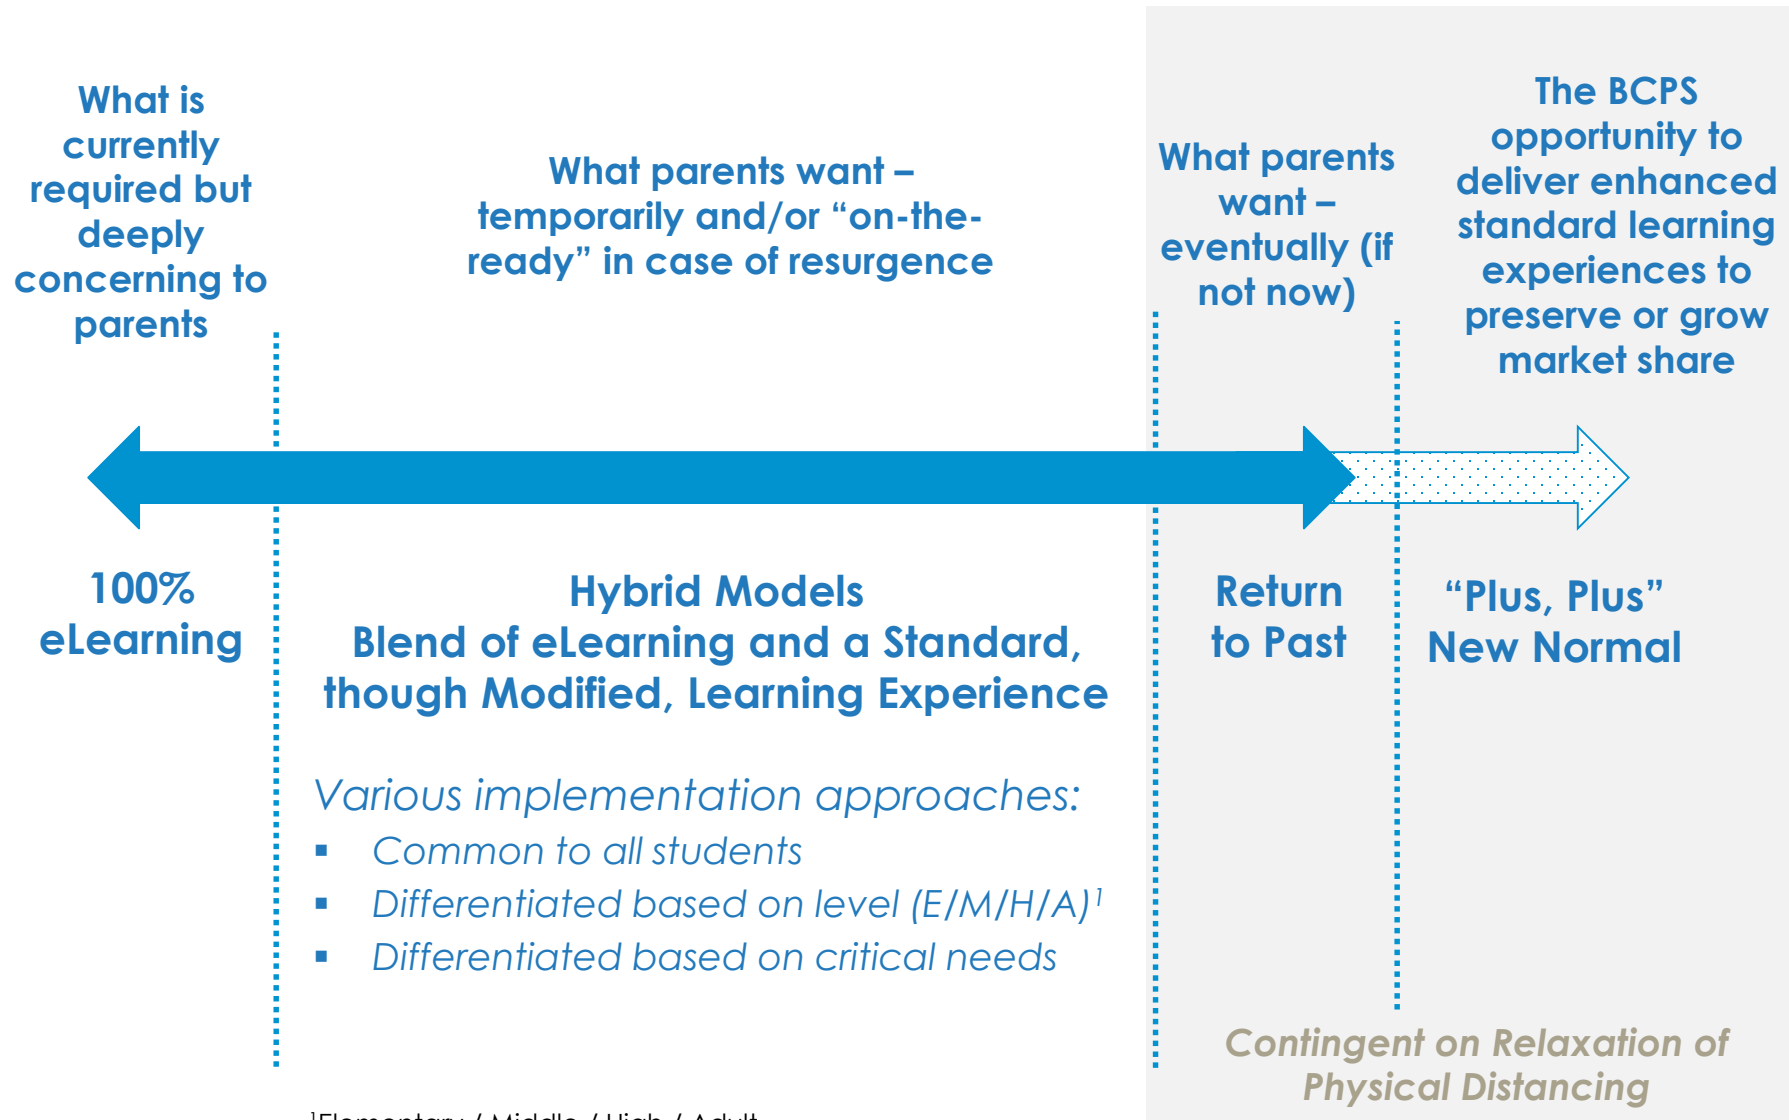 What is
currently
required but
deeply
concerning to
parents
What parents want –
temporarily and/or “on-the-
ready” in case of resurgence
What parents
want –
eventually (if
not now)
The BCPS
opportunity to
deliver enhanced
standard learning
experiences to
preserve or grow
market share
100%
eLearning
Hybrid Models
Blend of eLearning and a Standard,
though Modified, Learning Experience
Return
to Past
“Plus, Plus”
New Normal
Various implementation approaches:
▪ Common to all students
▪ Differentiated based on level (E/M/H/A)¹
▪ Differentiated based on critical needs
Contingent on Relaxation of
Physical Distancing
¹Elementary / Middle / High / Adult